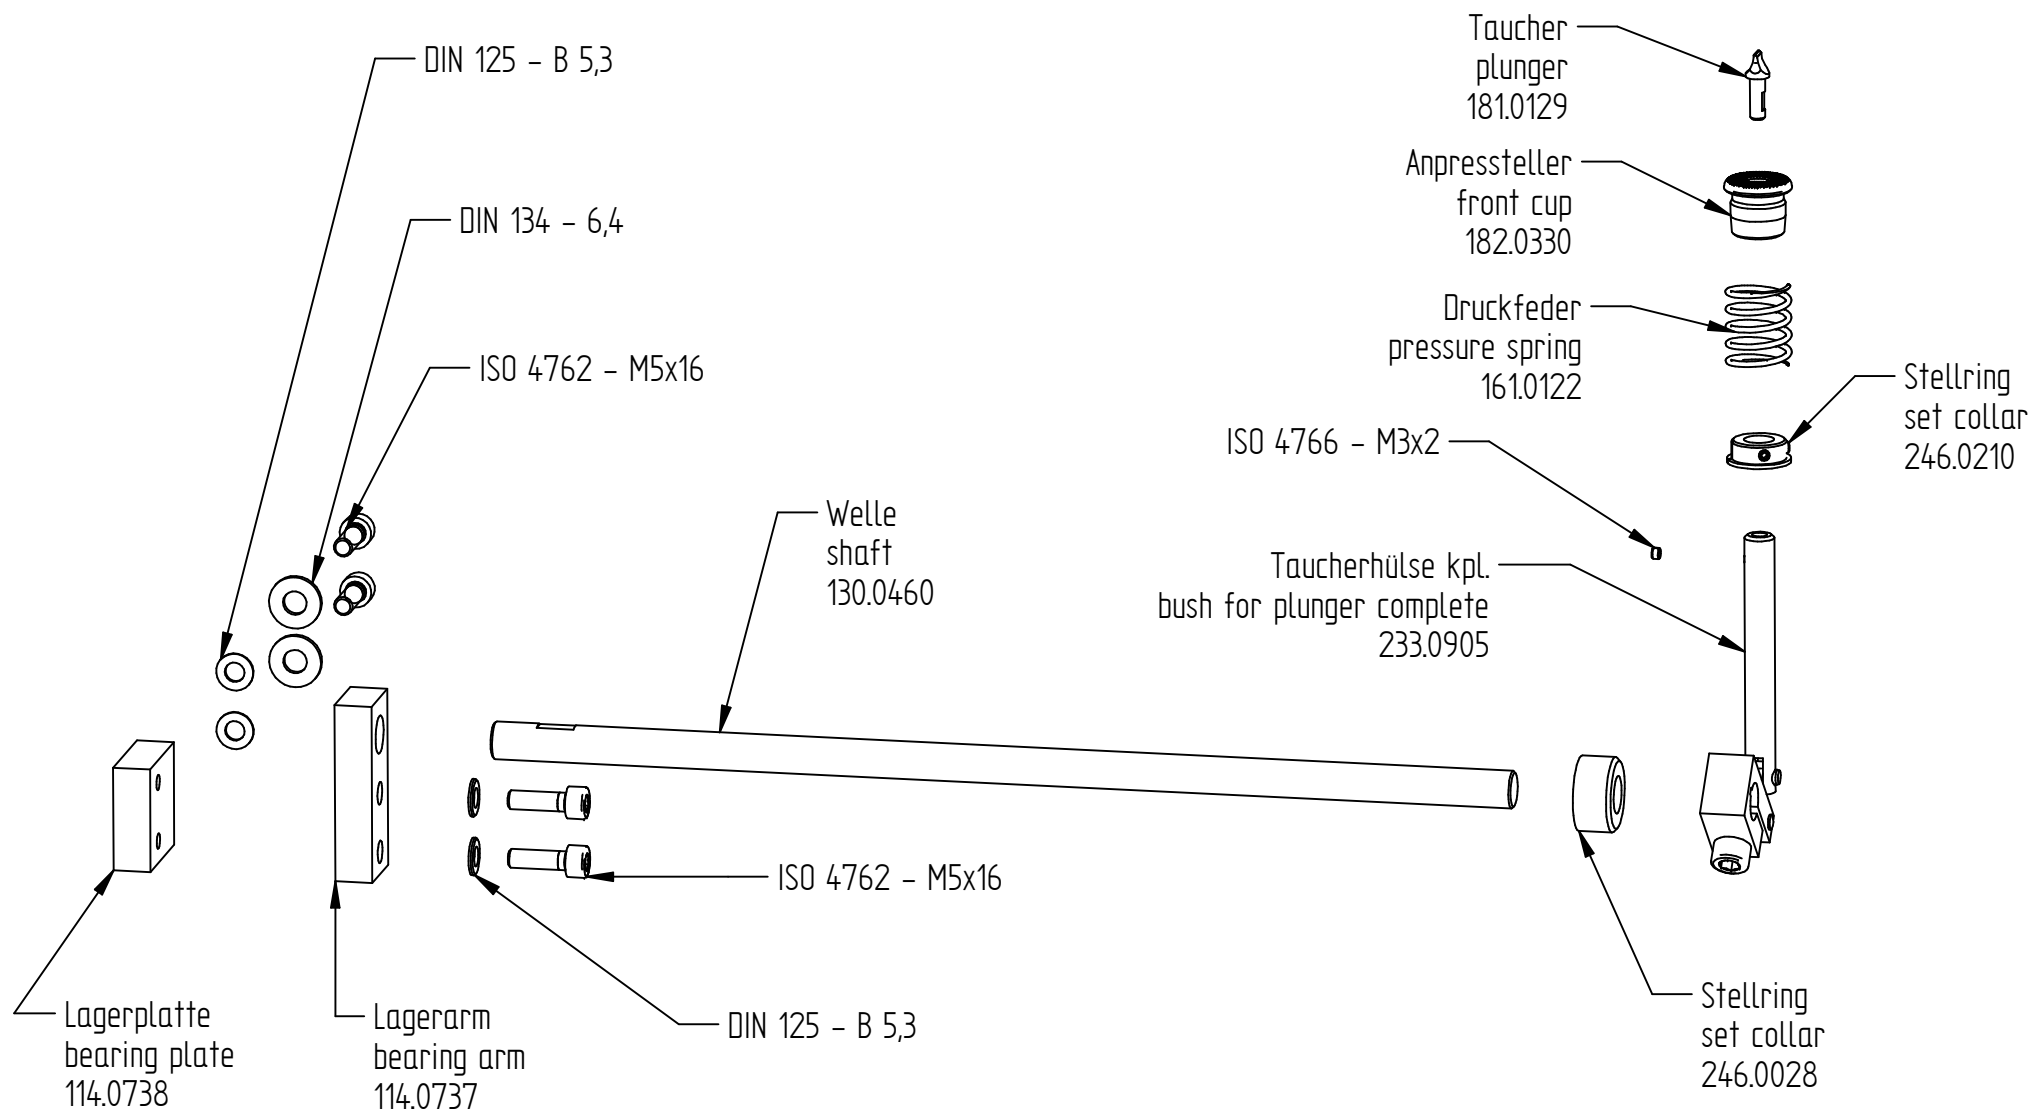 Taucher
plunger
181.0129
DIN 125 - B 5,3
Anpressteller
front cup
182.0330
DIN 134 - 6,4
Druckfeder
pressure spring
161.0122
ISO 4762 - M5x16
Stellring
set collar
246.0210
ISO 4766 - M3x2
Welle
shaft
130.0460
Taucherhülse kpl.
bush for plunger complete
233.0905
ISO 4762 - M5x16
Lagerplatte
bearing plate
114.0738
Lagerarm
bearing arm
114.0737
DIN 125 - B 5,3
Stellring
set collar
246.0028